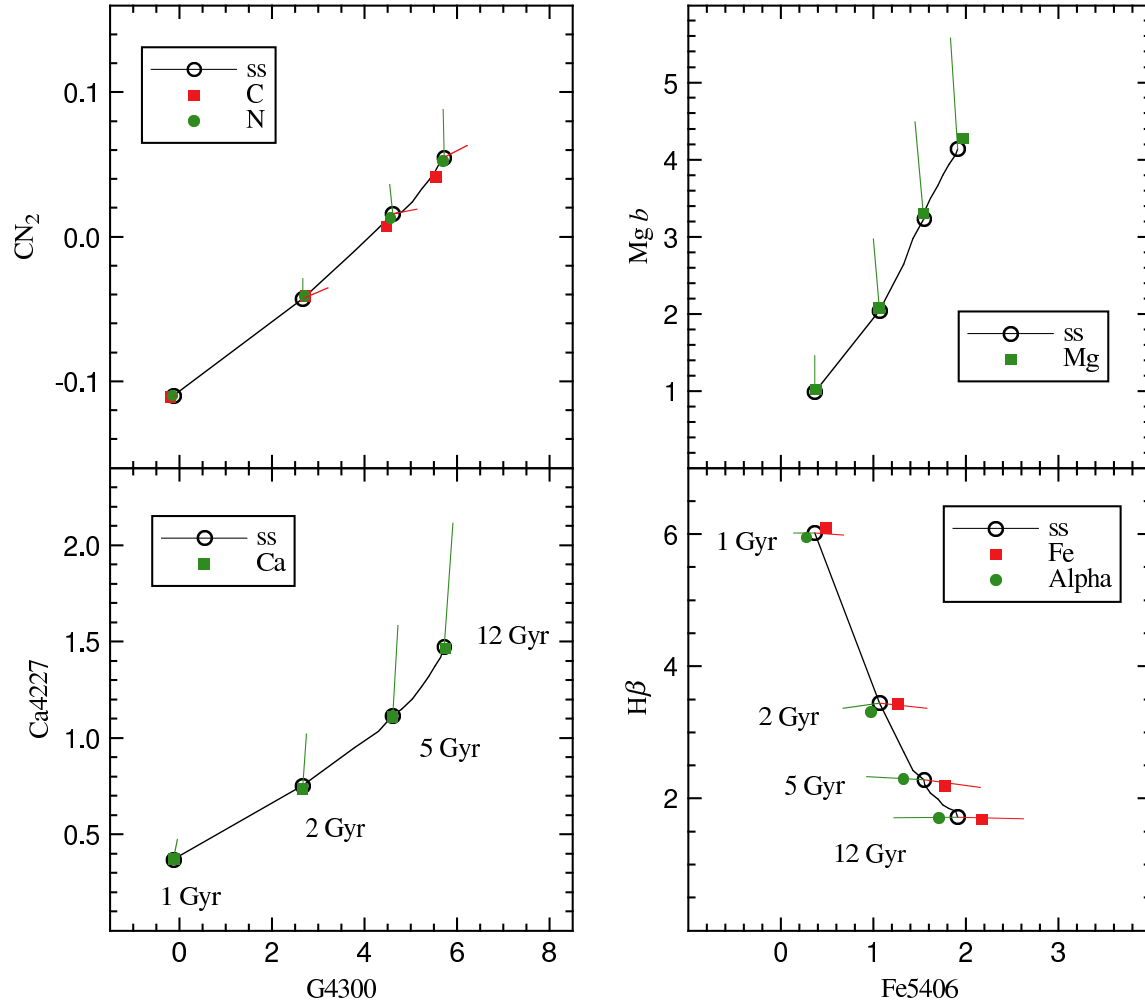 ss
C
N
0.1
0.0
-0.1
CN2
5
4
3
2
1
Mg b
ss
Mg
ss
Ca
2.0
1.5
1.0
0.5
Ca4227
12 Gyr
5 Gyr
2 Gyr
1 Gyr
0 2 4 6 8
G4300
ss
Fe
Alpha
6
4
2
Hβ
1 Gyr
2 Gyr
5 Gyr
12 Gyr
0 1 2 3
Fe5406